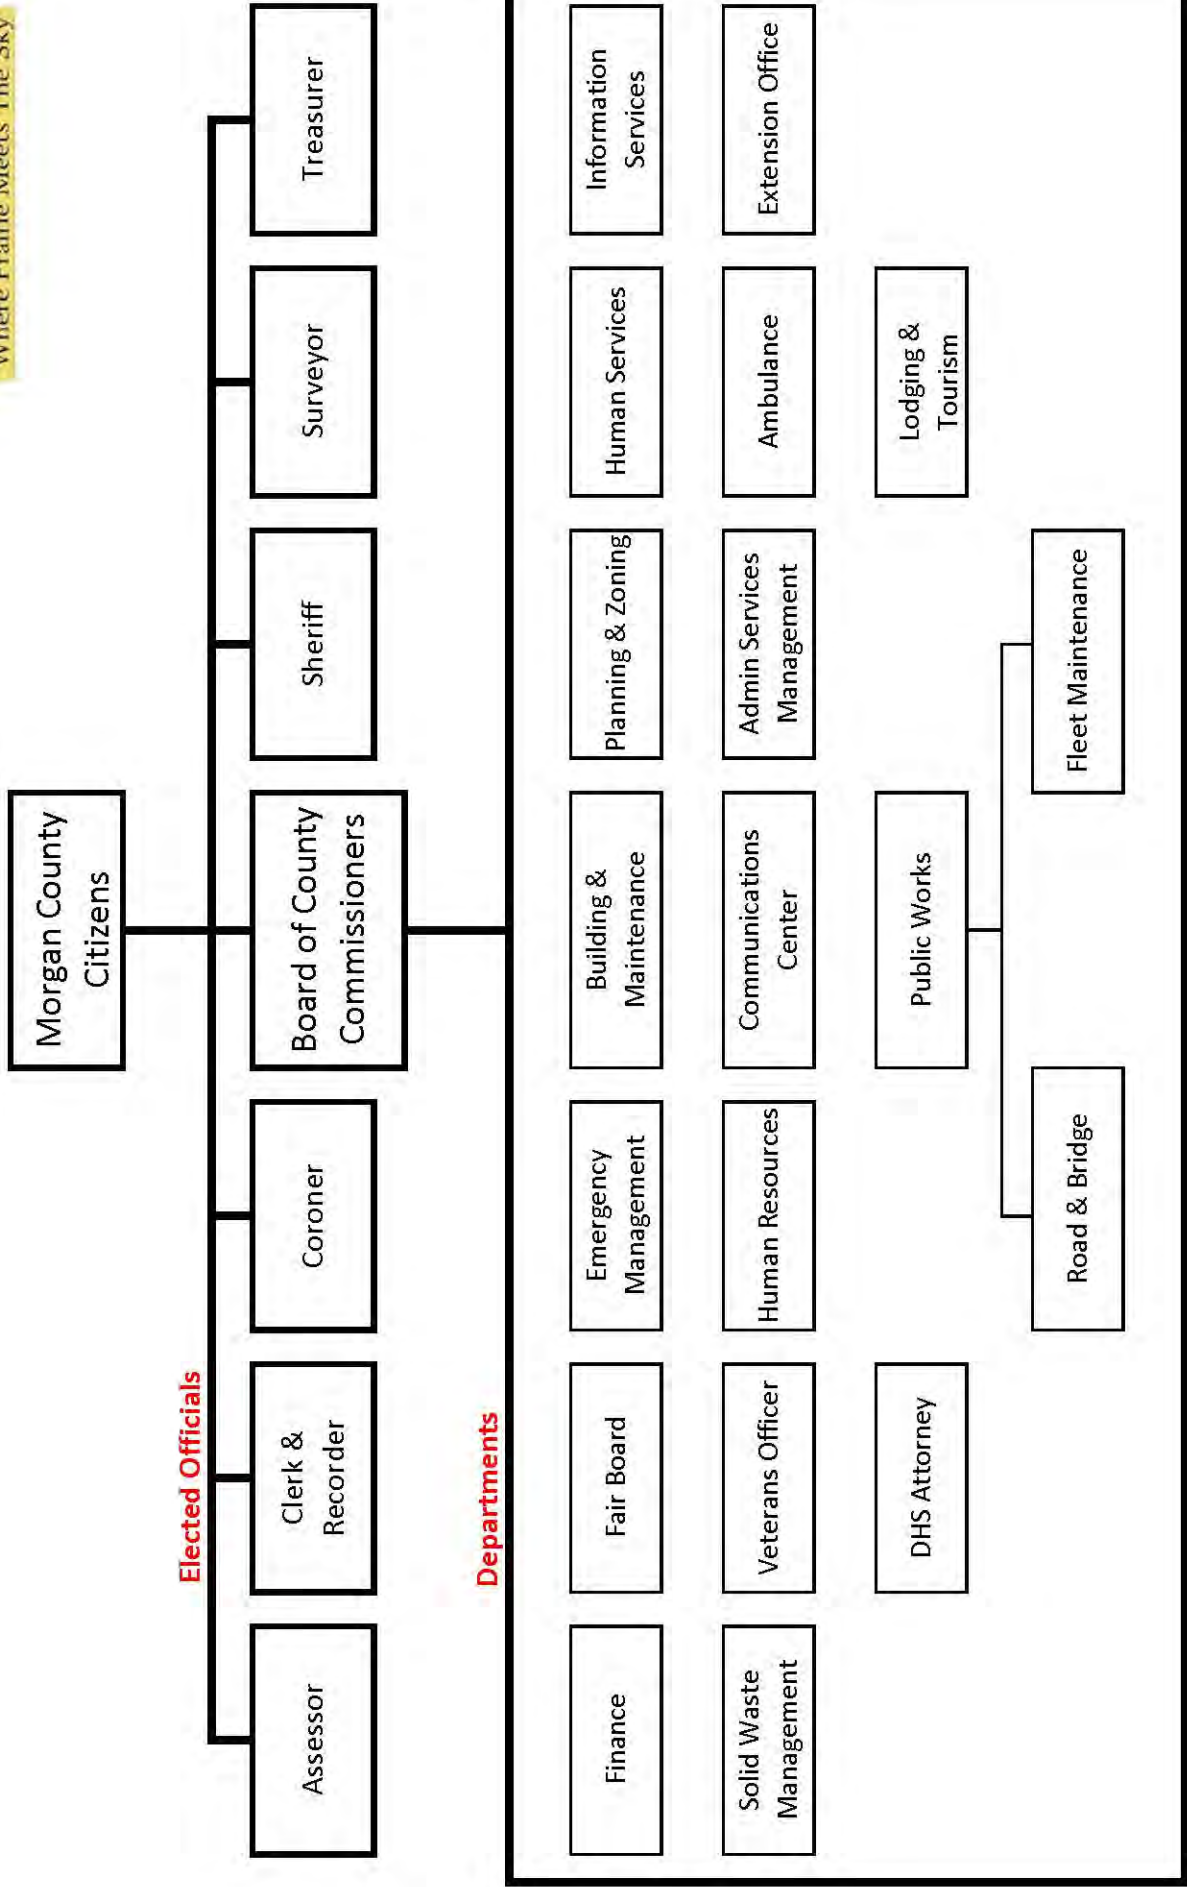 Where Prairie Meets The Sky
Morgan County
Citizens
Elected Officials
Assessor
Clerk &
Recorder
Coroner
Board of County
Commissioners
Sheriff
Surveyor
Treasurer
Departments
Finance
Fair Board
Emergency
Management
Building &
Maintenance
Planning & Zoning
Human Services
Information
Services
Solid Waste
Management
Veterans Officer
Human Resources
Communications
Center
Admin Services
Management
Ambulance
Extension Office
DHS Attorney
Public Works
Lodging &
Tourism
Road & Bridge
Fleet Maintenance